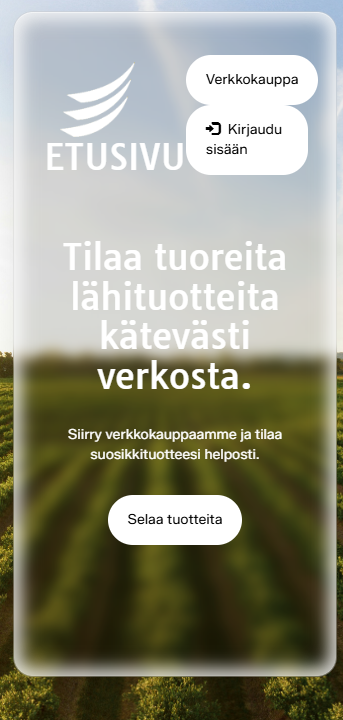 Verkkokauppa
Kirjaudu
sisään
ETUSIVU
Tilaa tuoreita
lähituotteita
kätevästi
verkosta.
Siirry verkkokauppaamme ja tilaa
suosikkituotteesi helposti.
Selaa tuotteita